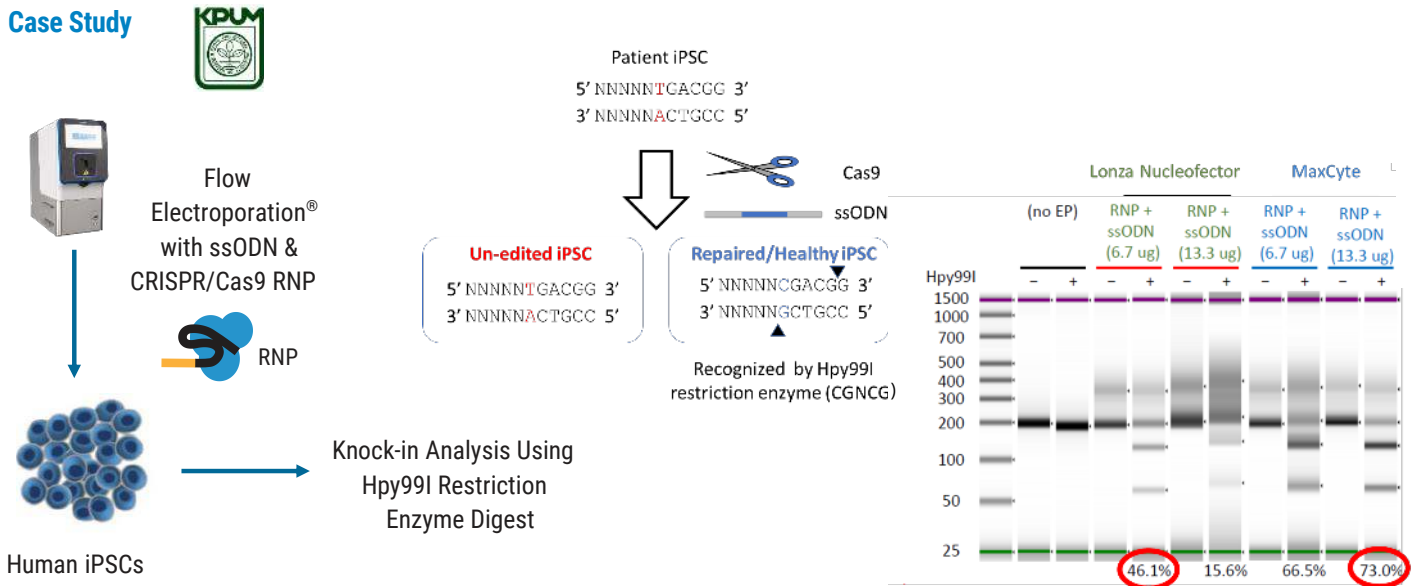 Case Study
KPUM
Flow
Electroporation®
with ssODN &
CRISPR/Cas9 RNP
RNP
Human iPSCs
Knock-in Analysis Using
Hpy99I Restriction
Enzyme Digest
Patient iPSC
5′ NNNNNTGACGG 3′
3′ NNNNNACTGCC 5′
Cas9
ssODN
Un-edited iPSC
5′ NNNNNTGACGG 3′
3′ NNNNNACTGCC 5′
Repaired/Healthy iPSC
5′ NNNNNCGACGG 3′
3′ NNNNNGCTGCC 5′
Recognized by Hpy99I
restriction enzyme (CGNCG)
Lonza Nucleofector MaxCyte
(no EP) RNP + RNP + RNP + RNP +
ssODN ssODN ssODN ssODN
(6.7 ug) (13.3 ug) (6.7 ug) (13.3 ug)
Hpy99I − + − + − + − + − +
1500
1000
700
500
400
300
200
100
50
25
46.1% 15.6% 66.5% 73.0%